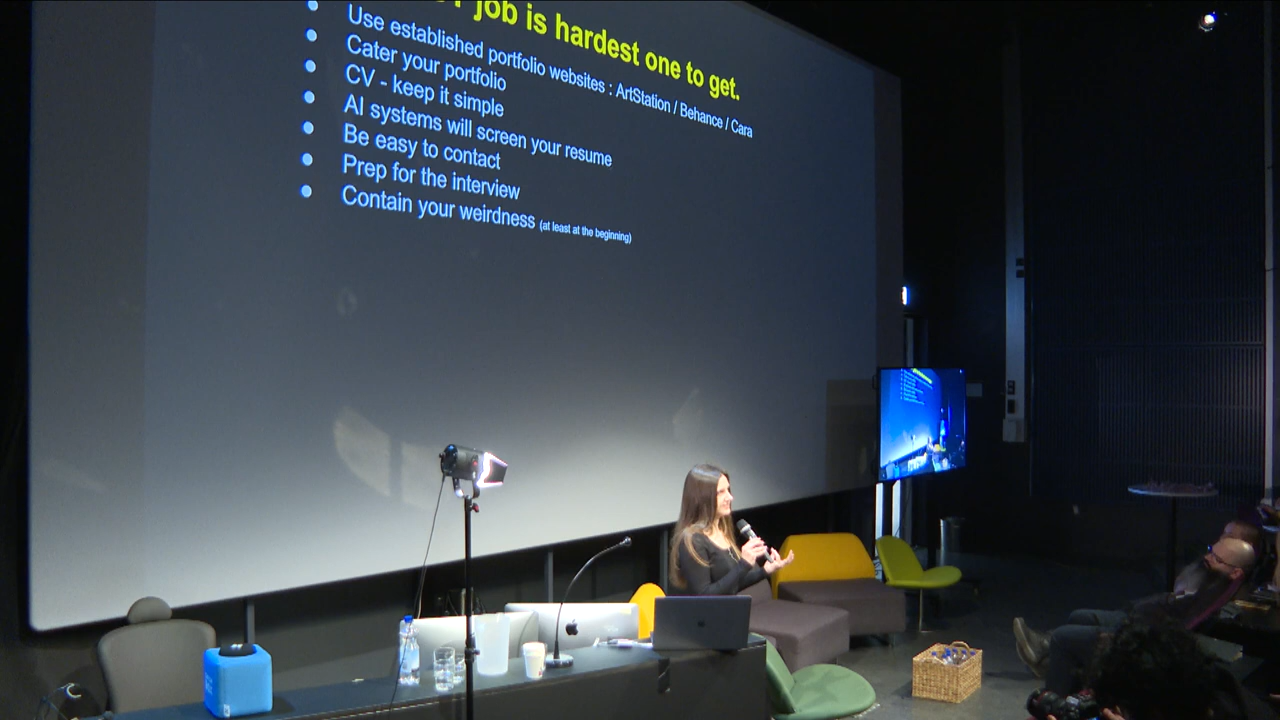 job is hardest one to get.
Use established portfolio websites : ArtStation / Behance / Cara
Cater your portfolio
CV - keep it simple
AI systems will screen your resume
Be easy to contact
Prep for the interview
Contain your weirdness (at least at the beginning)